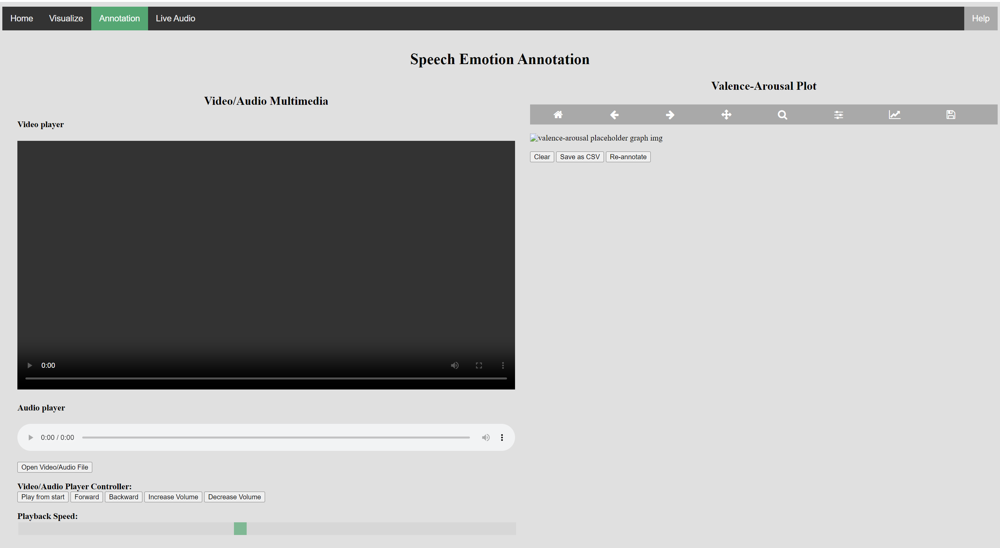 Home Visualize Annotation Live Audio Help
Speech Emotion Annotation
Video/Audio Multimedia
Video player
0:00
Audio player
0:00 / 0:00
Open Video/Audio File
Video/Audio Player Controller:
Play from start Forward Backward Increase Volume Decrease Volume
Playback Speed:
Valence-Arousal Plot
valence-arousal placeholder graph img
Clear Save as CSV Re-annotate